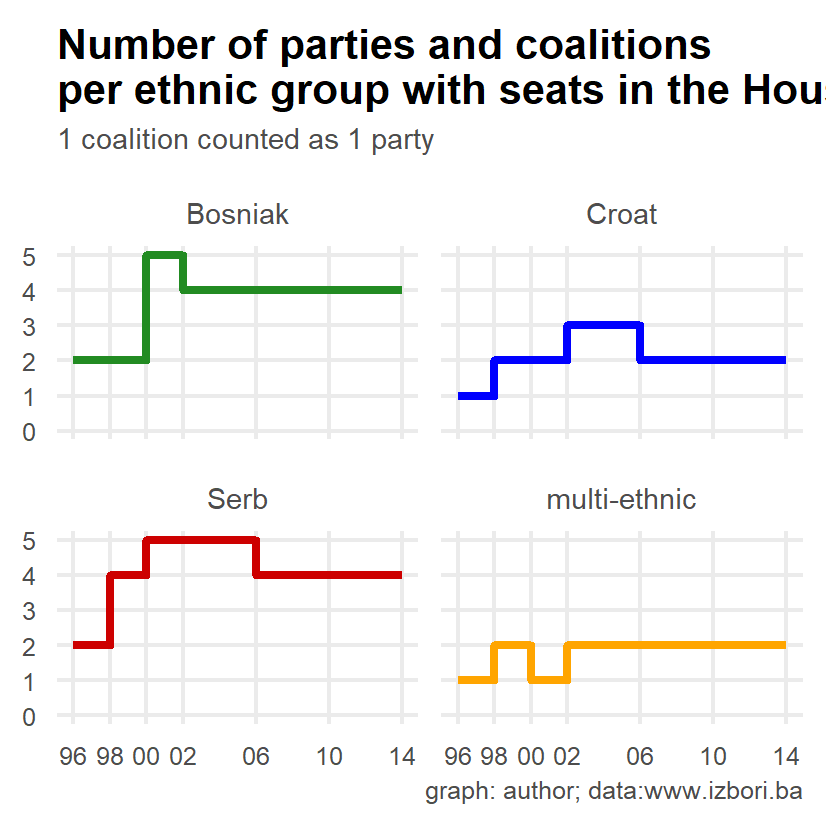 Number of parties and coalitions
per ethnic group with seats in the Hou
1 coalition counted as 1 party
Bosniak Croat
5
4
3
2
1
0
Serb multi-ethnic
5
4
3
2
1
0
96 98 00 02 06 10 14 96 98 00 02 06 10 14
graph: author; data:www.izbori.ba